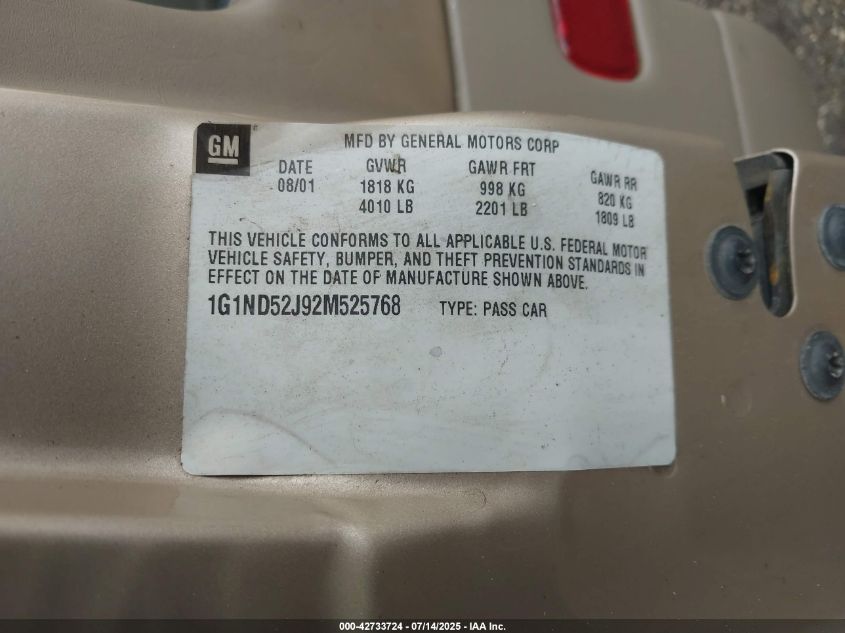 GM
MFD BY GENERAL MOTORS CORP
DATE GVWR GAWR FRT GAWR RR
08/01 1818 KG 998 KG 820 KG
4010 LB 2201 LB 1809 LB
THIS VEHICLE CONFORMS TO ALL APPLICABLE U.S. FEDERAL MOTOR
VEHICLE SAFETY, BUMPER, AND THEFT PREVENTION STANDARDS IN
EFFECT ON THE DATE OF MANUFACTURE SHOWN ABOVE.
1G1ND52J92M525768 TYPE: PASS CAR
000-42733724 - 07/14/2025 - IAA Inc.